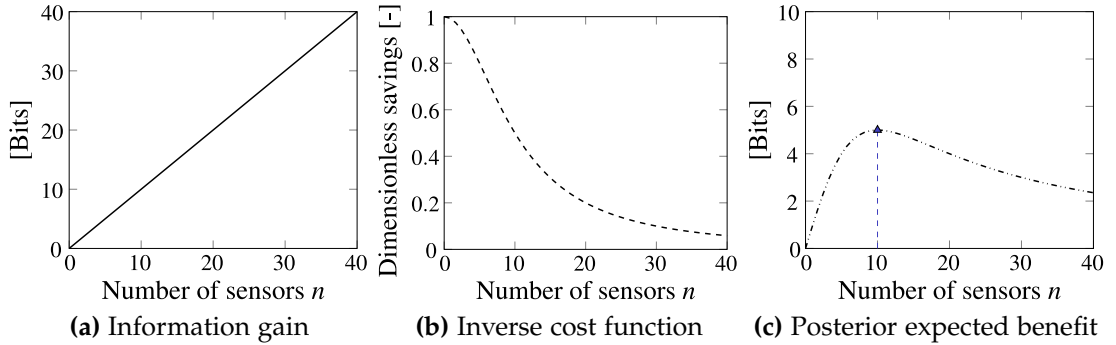 [Bits]
40
30
20
10
0
0 10 20 30 40
Number of sensors n
(a) Information gain
Dimensionless savings [-]
1
0.8
0.6
0.4
0.2
0
0 10 20 30 40
Number of sensors n
(b) Inverse cost function
[Bits]
10
8
6
4
2
0
0 10 20 30 40
Number of sensors n
(c) Posterior expected benefit